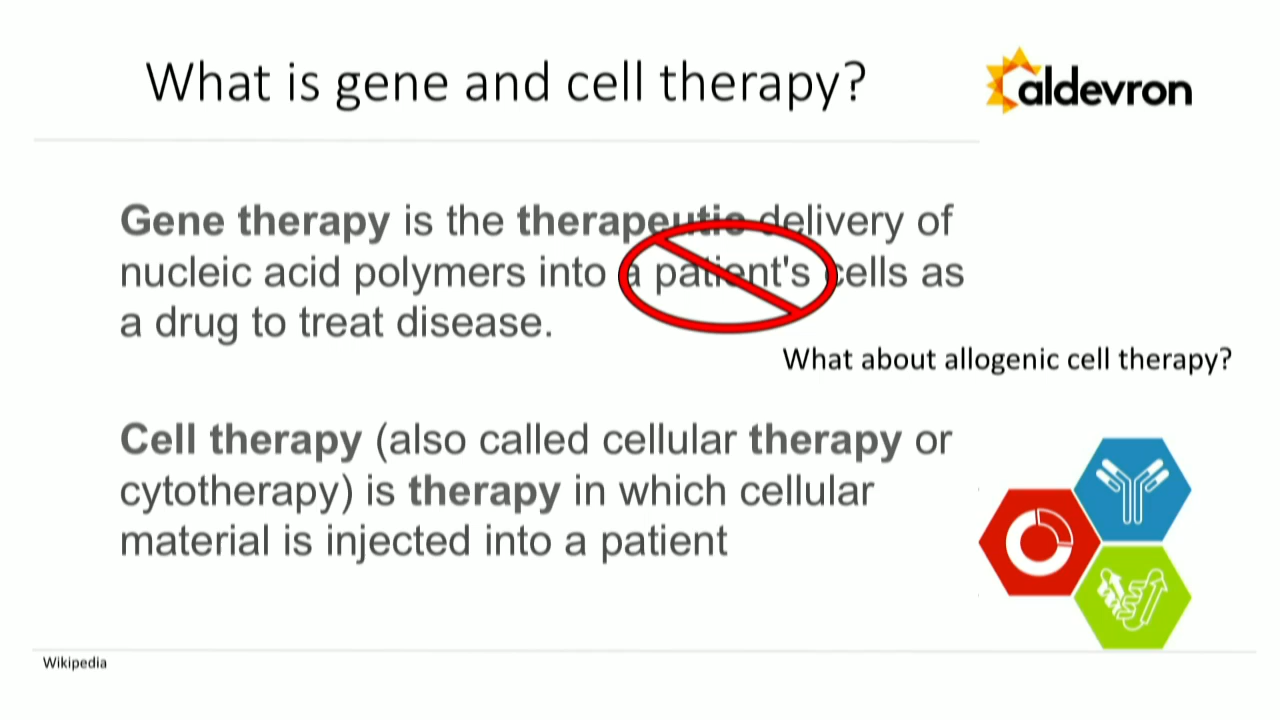 What is gene and cell therapy?
aldevron
Gene therapy is the therapeutic delivery of
nucleic acid polymers into a patient's cells as
a drug to treat disease.
What about allogenic cell therapy?
Cell therapy (also called cellular therapy or
cytotherapy) is therapy in which cellular
material is injected into a patient
Wikipedia